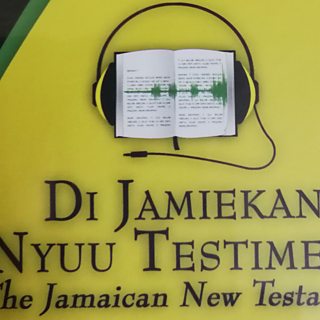 DI JAMIEKAN
NYUU TESTIME
The Jamaican New Testa